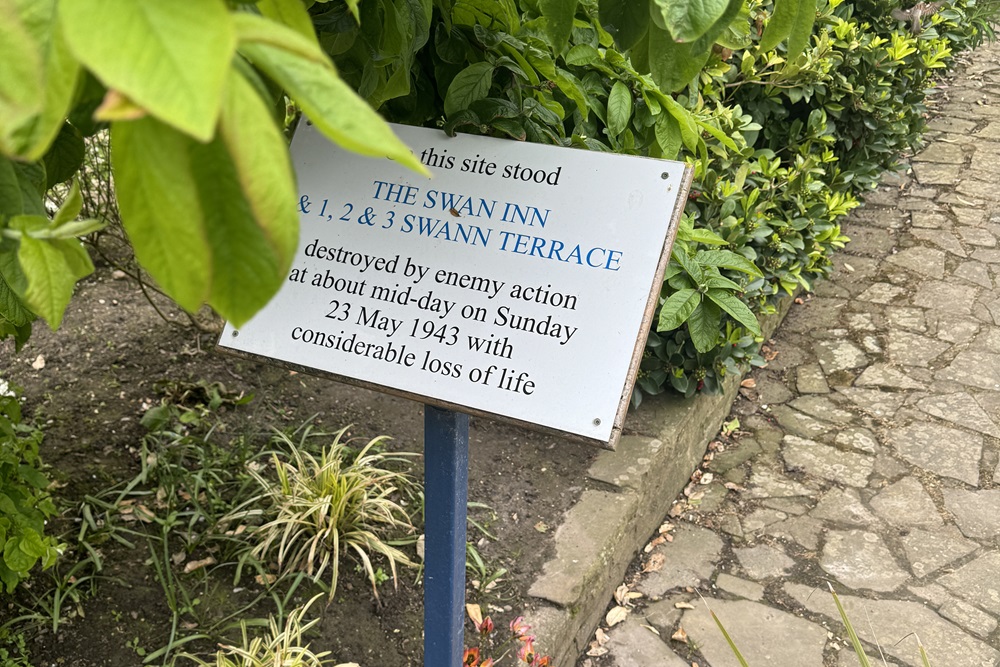 this site stood
THE SWAN INN
& 1, 2 & 3 SWANN TERRACE
destroyed by enemy action
at about mid-day on Sunday
23 May 1943 with
considerable loss of life